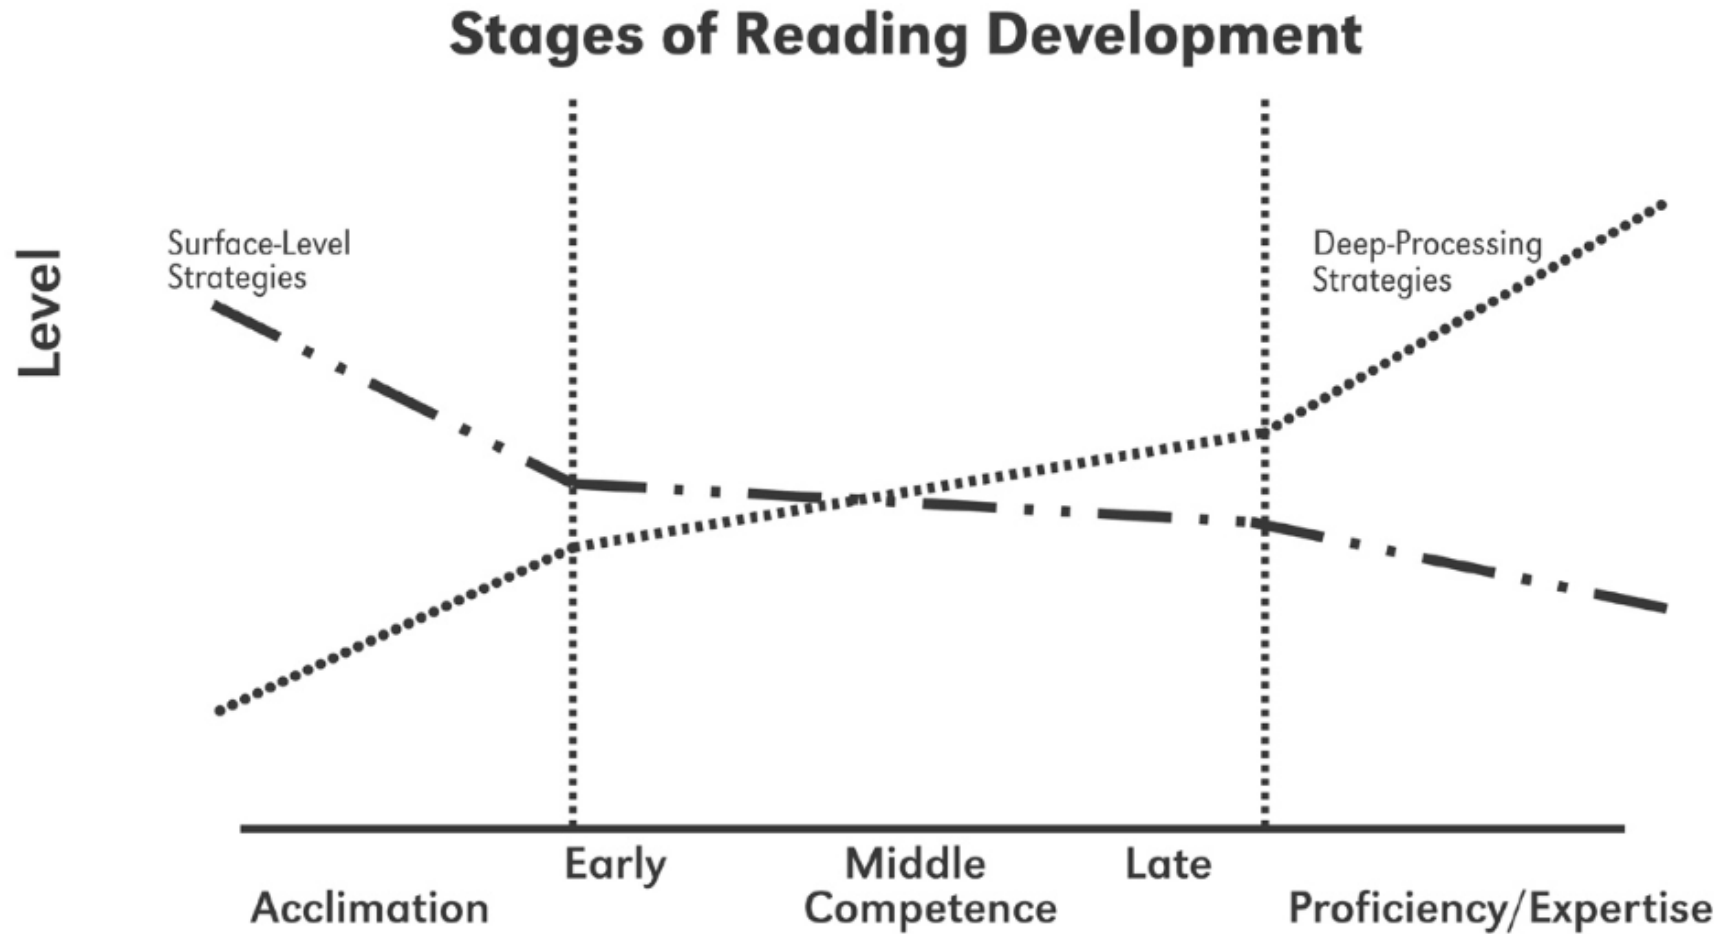 Stages of Reading Development
Level
Surface-Level
Strategies
Deep-Processing
Strategies
Early
Middle
Late
Acclimation
Competence
Proficiency/Expertise